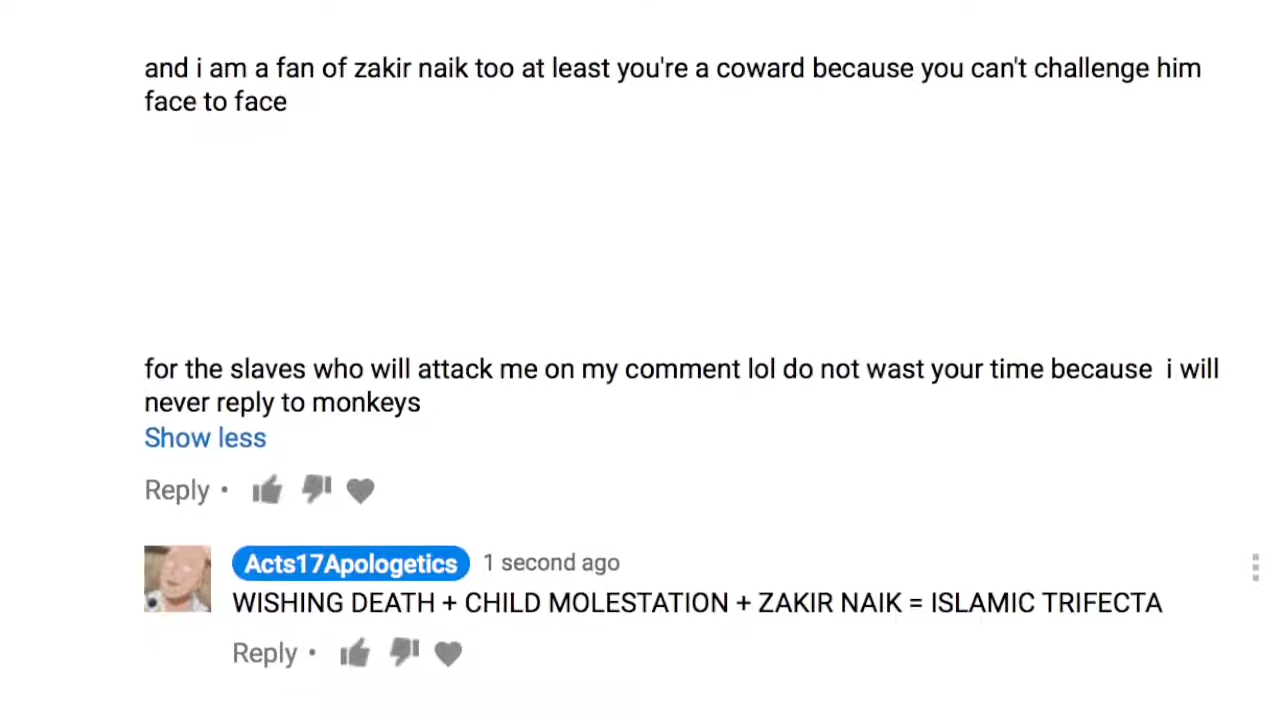 and i am a fan of zakir naik too at least you're a coward because you can't challenge him
face to face
for the slaves who will attack me on my comment lol do not wast your time because  i will
never reply to monkeys
Show less
Reply •
Acts17Apologetics 1 second ago
WISHING DEATH + CHILD MOLESTATION + ZAKIR NAIK = ISLAMIC TRIFECTA
Reply •